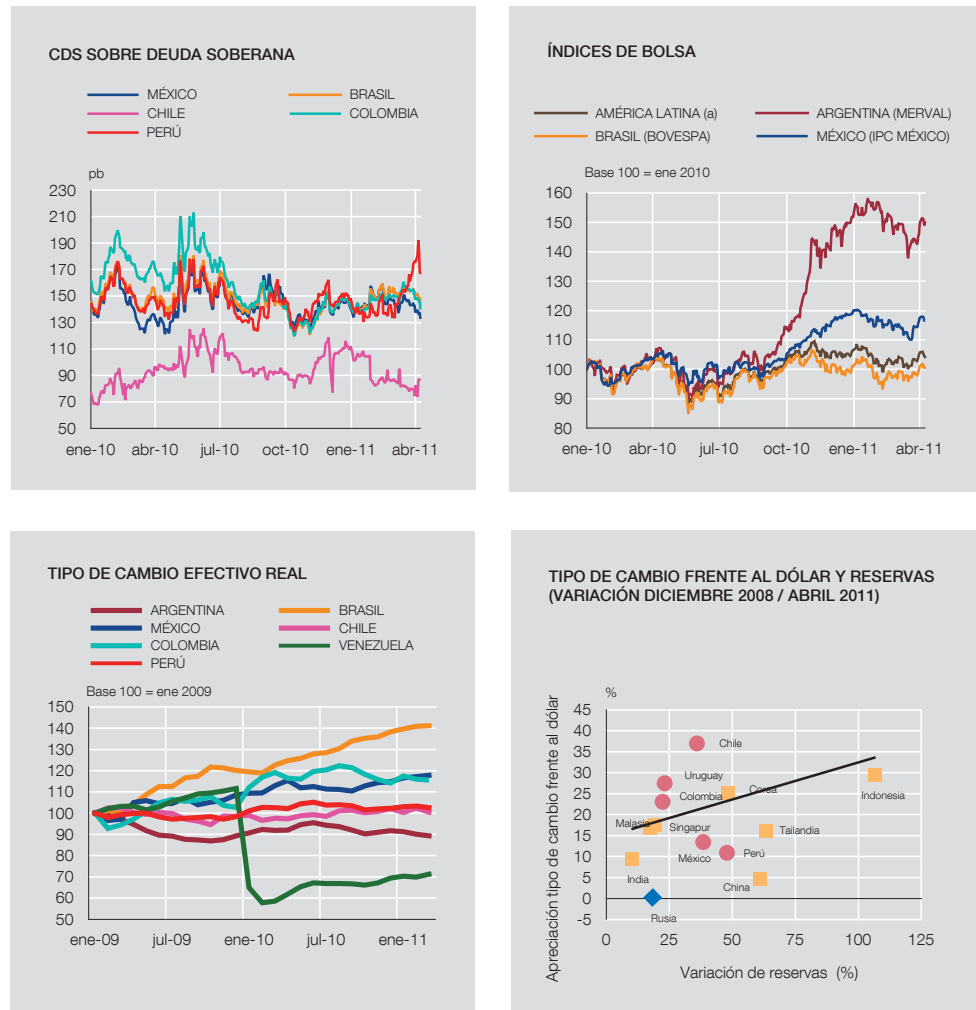 CDS SOBRE DEUDA SOBERANA
MÉXICO
BRASIL
CHILE
COLOMBIA
PERÚ
pb
230
210
190
170
150
130
110
90
70
50
ene-10 abr-10 jul-10 oct-10 ene-11 abr-11
ÍNDICES DE BOLSA
AMÉRICA LATINA (a)
ARGENTINA (MERVAL)
BRASIL (BOVESPA)
MÉXICO (IPC MÉXICO)
Base 100 = ene 2010
160
150
140
130
120
110
100
90
80
ene-10 abr-10 jul-10 oct-10 ene-11 abr-11
TIPO DE CAMBIO EFECTIVO REAL
ARGENTINA
BRASIL
MÉXICO
CHILE
COLOMBIA
VENEZUELA
PERÚ
Base 100 = ene 2009
150
140
130
120
110
100
90
80
70
60
50
ene-09 jul-09 ene-10 jul-10 ene-11
TIPO DE CAMBIO FRENTE AL DÓLAR Y RESERVAS
(VARIACIÓN DICIEMBRE 2008 / ABRIL 2011)
Apreciación tipo de cambio frente al dólar
%
45
40
35
30
25
20
15
10
5
0
-5
Chile
Uruguay
Colombia
Corea
Indonesia
Malasia
Singapur
Tailandia
México
Perú
India
China
Rusia
0 25 50 75 100 125
Variación de reservas (%)